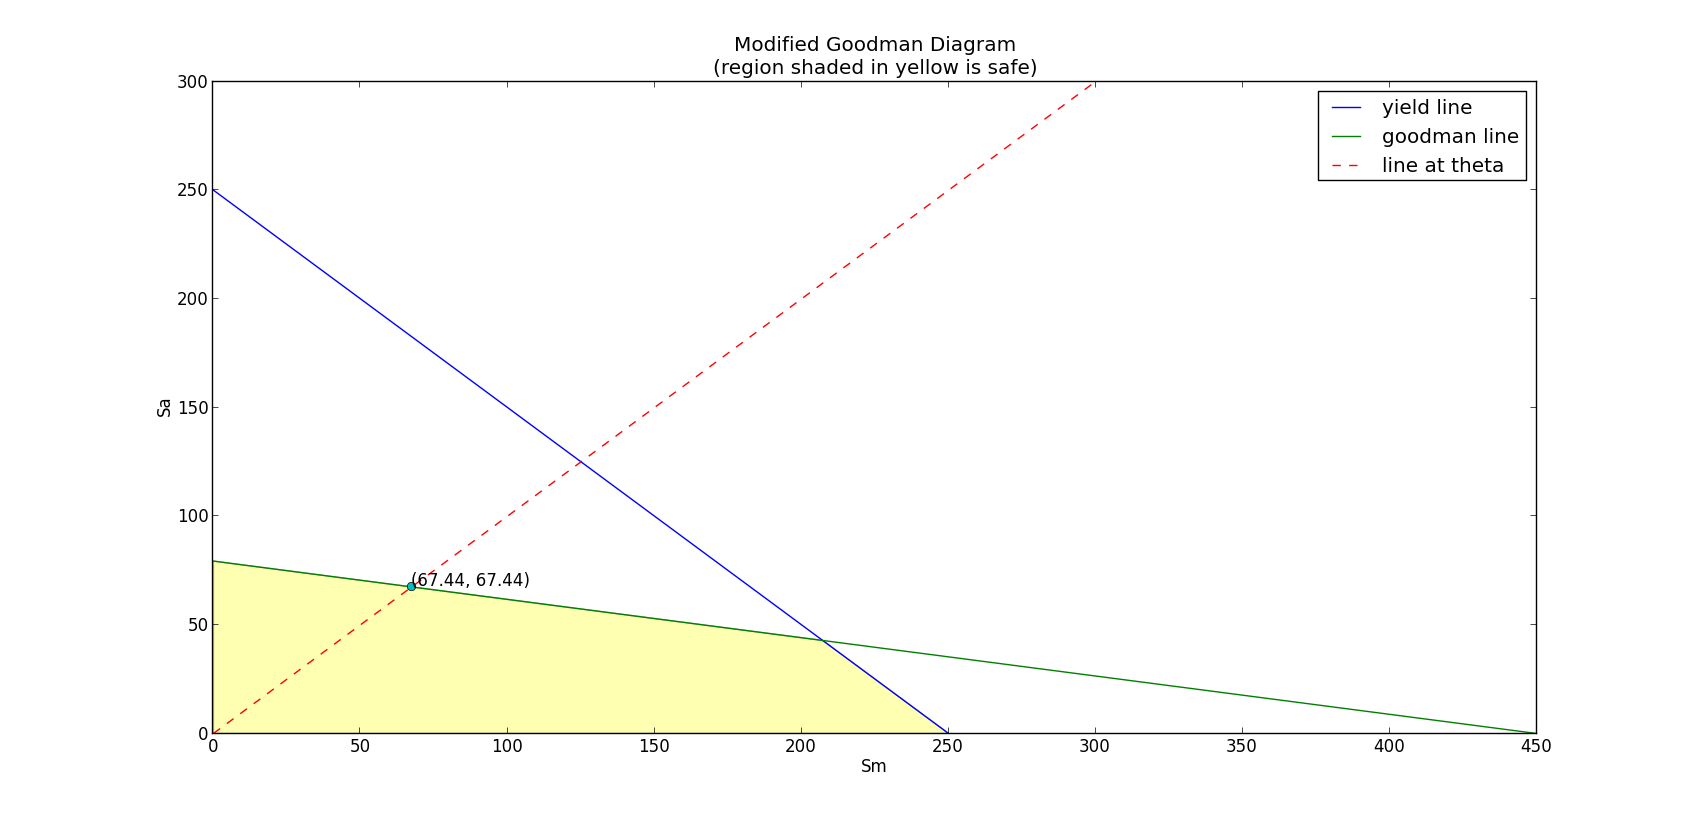 Modified Goodman Diagram
(region shaded in yellow is safe)
yield line
goodman line
line at theta
300
250
200
150
100
50
0
Sa
(67.44, 67.44)
0 50 100 150 200 250 300 350 400 450
Sm